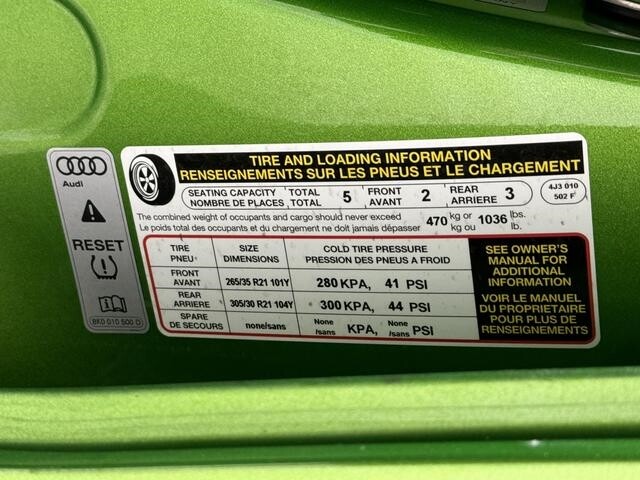 Audi
RESET
8K0 010 500 D
TIRE AND LOADING INFORMATION
RENSEIGNEMENTS SUR LES PNEUS ET LE CHARGEMENT
SEATING CAPACITY TOTAL 5 FRONT 2 REAR 3
NOMBRE DE PLACES TOTAL AVANT ARRIERE
4J3 010
502 F
The combined weight of occupants and cargo should never exceed 470 kg or 1036 lbs.
Le poids total des occupants et du chargement ne doit jamais dépasser kg ou lb.
TIRE SIZE COLD TIRE PRESSURE
PNEU DIMENSIONS PRESSION DES PNEUS A FROID
FRONT
AVANT 265/35 R21 101Y 280 KPA, 41 PSI
REAR
ARRIERE 305/30 R21 104Y 300 KPA, 44 PSI
SPARE
DE SECOURS none/sans None /sans KPA, None /sans PSI
SEE OWNER'S
MANUAL FOR
ADDITIONAL
INFORMATION
VOIR LE MANUEL
DU PROPRIETAIRE
POUR PLUS DE
RENSEIGNEMENTS